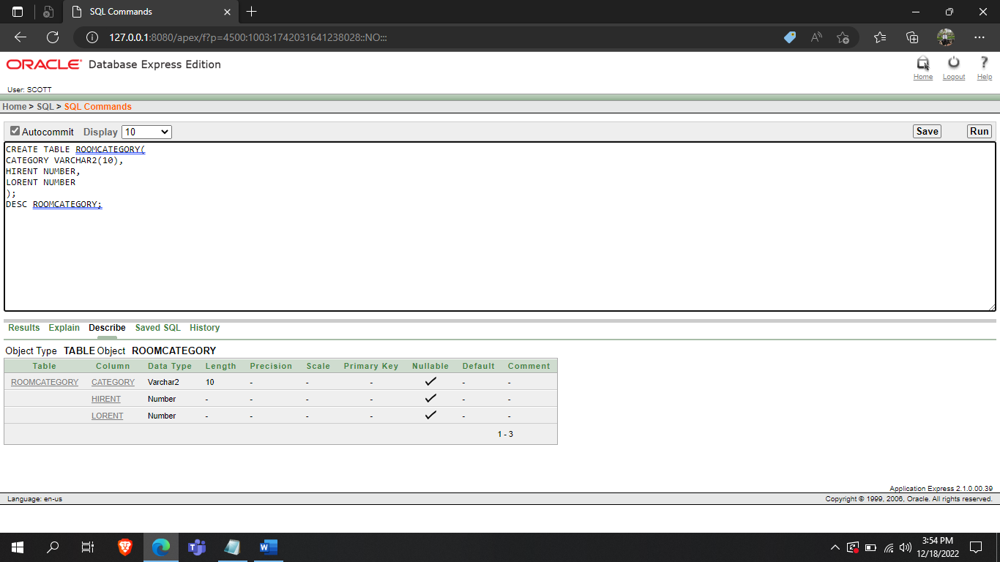 SQL Commands
127.0.0.1:8080/apex/f?p=4500:1003:1742031641238028::NO:::
ORACLE Database Express Edition
Home Logout Help
User: SCOTT
Home > SQL > SQL Commands
Autocommit Display 10 Save Run
CREATE TABLE ROOMCATEGORY(
CATEGORY VARCHAR2(10),
HIRENT NUMBER,
LORENT NUMBER
);
DESC ROOMCATEGORY;
Results Explain Describe Saved SQL History
Object Type TABLE Object ROOMCATEGORY
Table Column Data Type Length Precision Scale Primary Key Nullable Default Comment
ROOMCATEGORY CATEGORY Varchar2 10 - - - ✓ - -
HIRENT Number - - - - ✓ - -
LORENT Number - - - - ✓ - -
1 - 3
Application Express 2.1.0.00.39
Language: en-us Copyright © 1999, 2006, Oracle. All rights reserved.
3:54 PM
12/18/2022